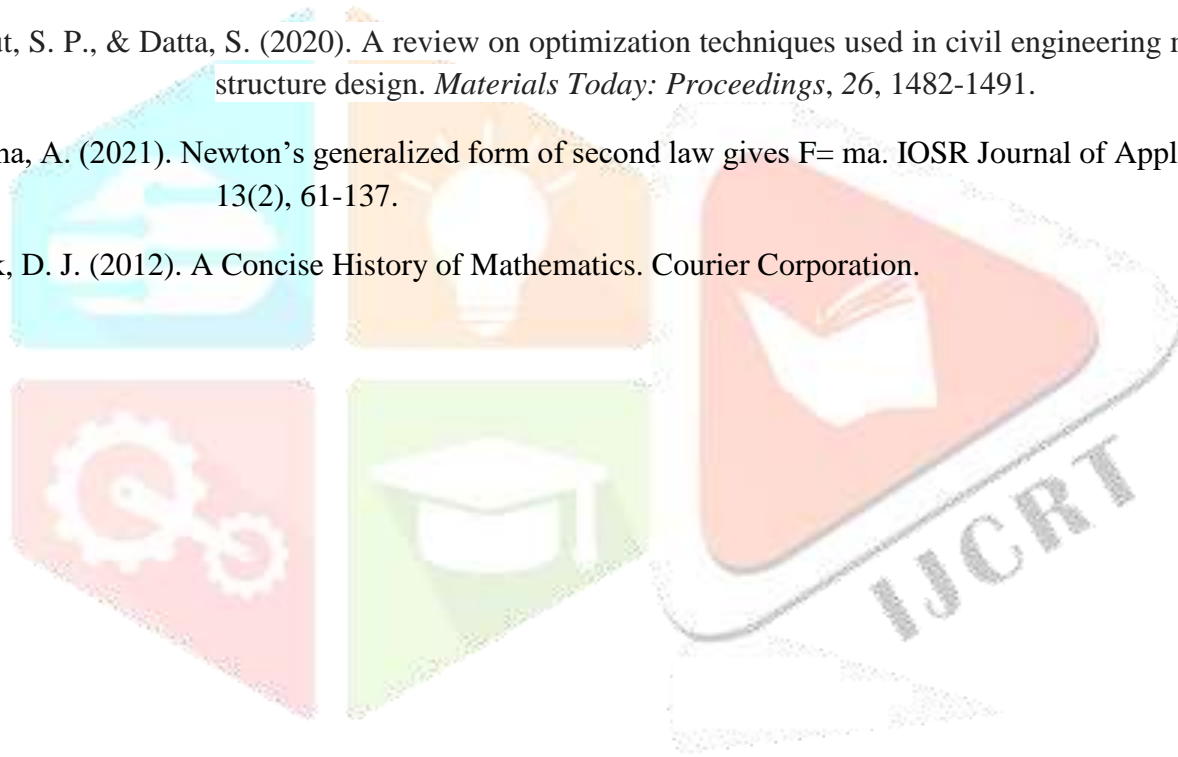 t, S. P., & Datta, S. (2020). A review on optimization techniques used in civil engineering
structure design. Materials Today: Proceedings, 26, 1482-1491.
na, A. (2021). Newton’s generalized form of second law gives F= ma. IOSR Journal of Appl
13(2), 61-137.
k, D. J. (2012). A Concise History of Mathematics. Courier Corporation.
IJCRT